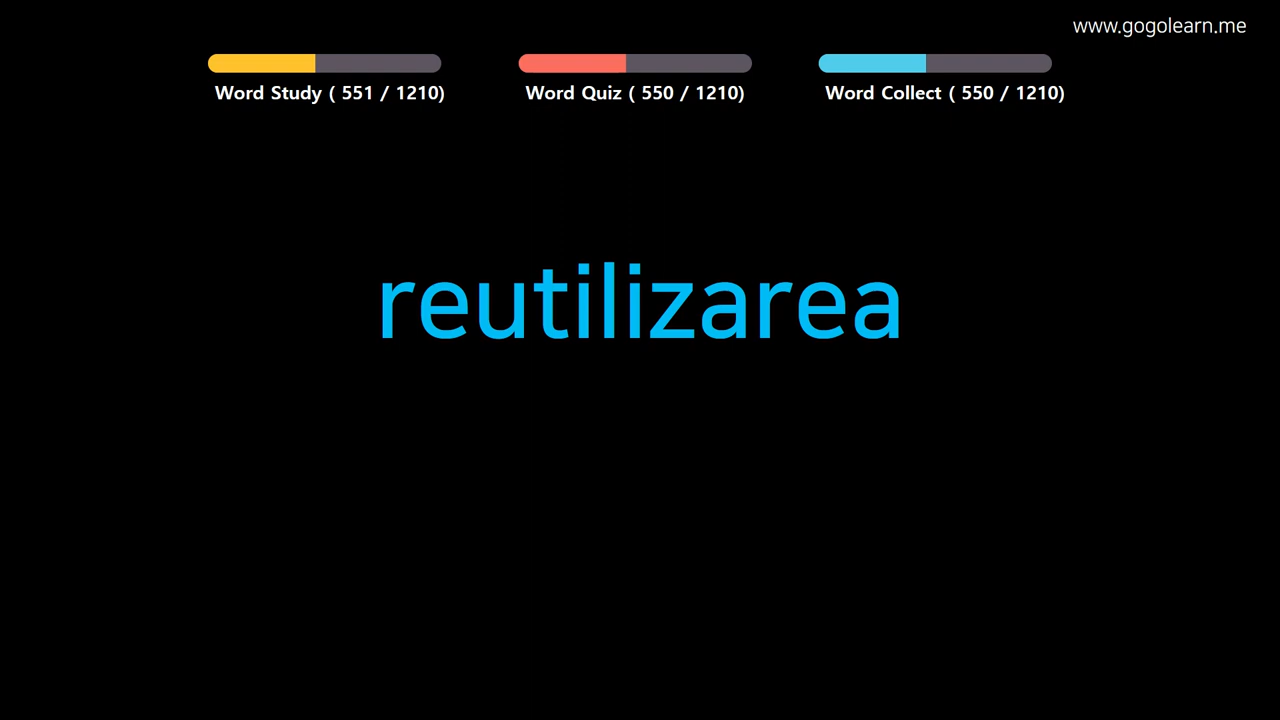 www.gogolearn.me
Word Study ( 551 / 1210)
Word Quiz ( 550 / 1210)
Word Collect ( 550 / 1210)
reutilizarea